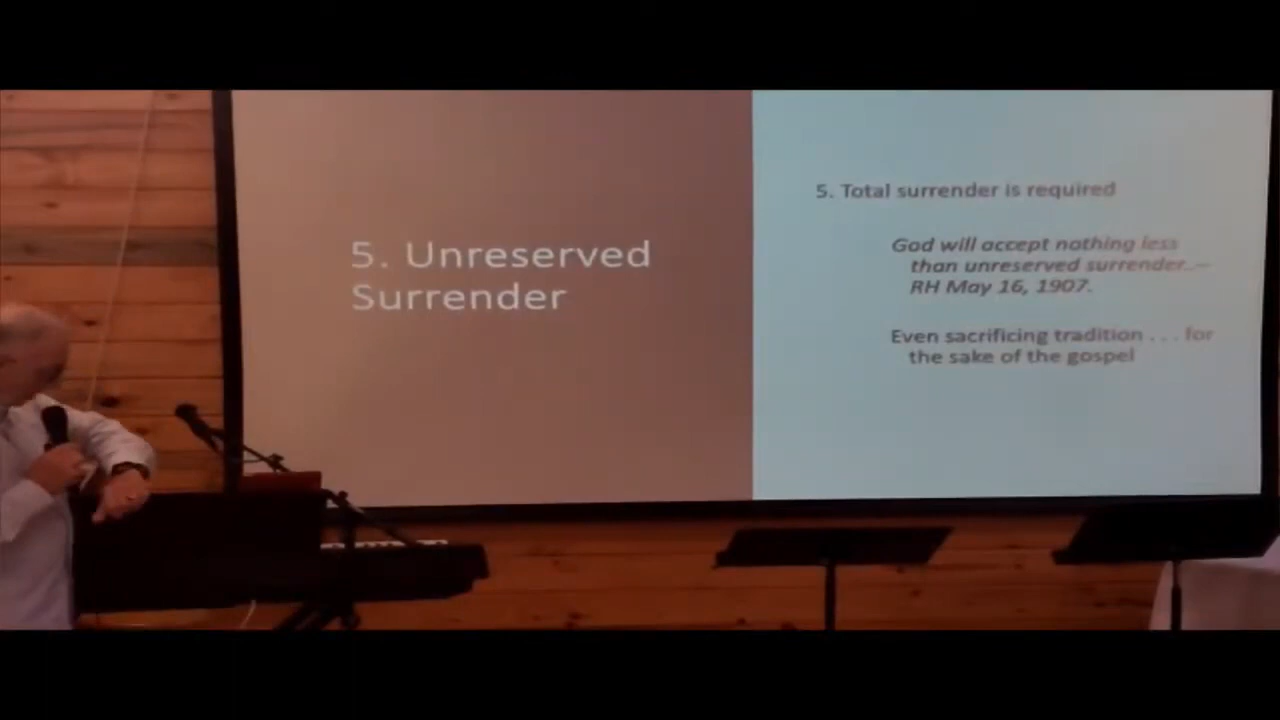 5. Unreserved
Surrender
5. Total surrender is required
God will accept nothing less
than unreserved surrender..—
RH May 16, 1907.
Even sacrificing tradition . . . for
the sake of the gospel